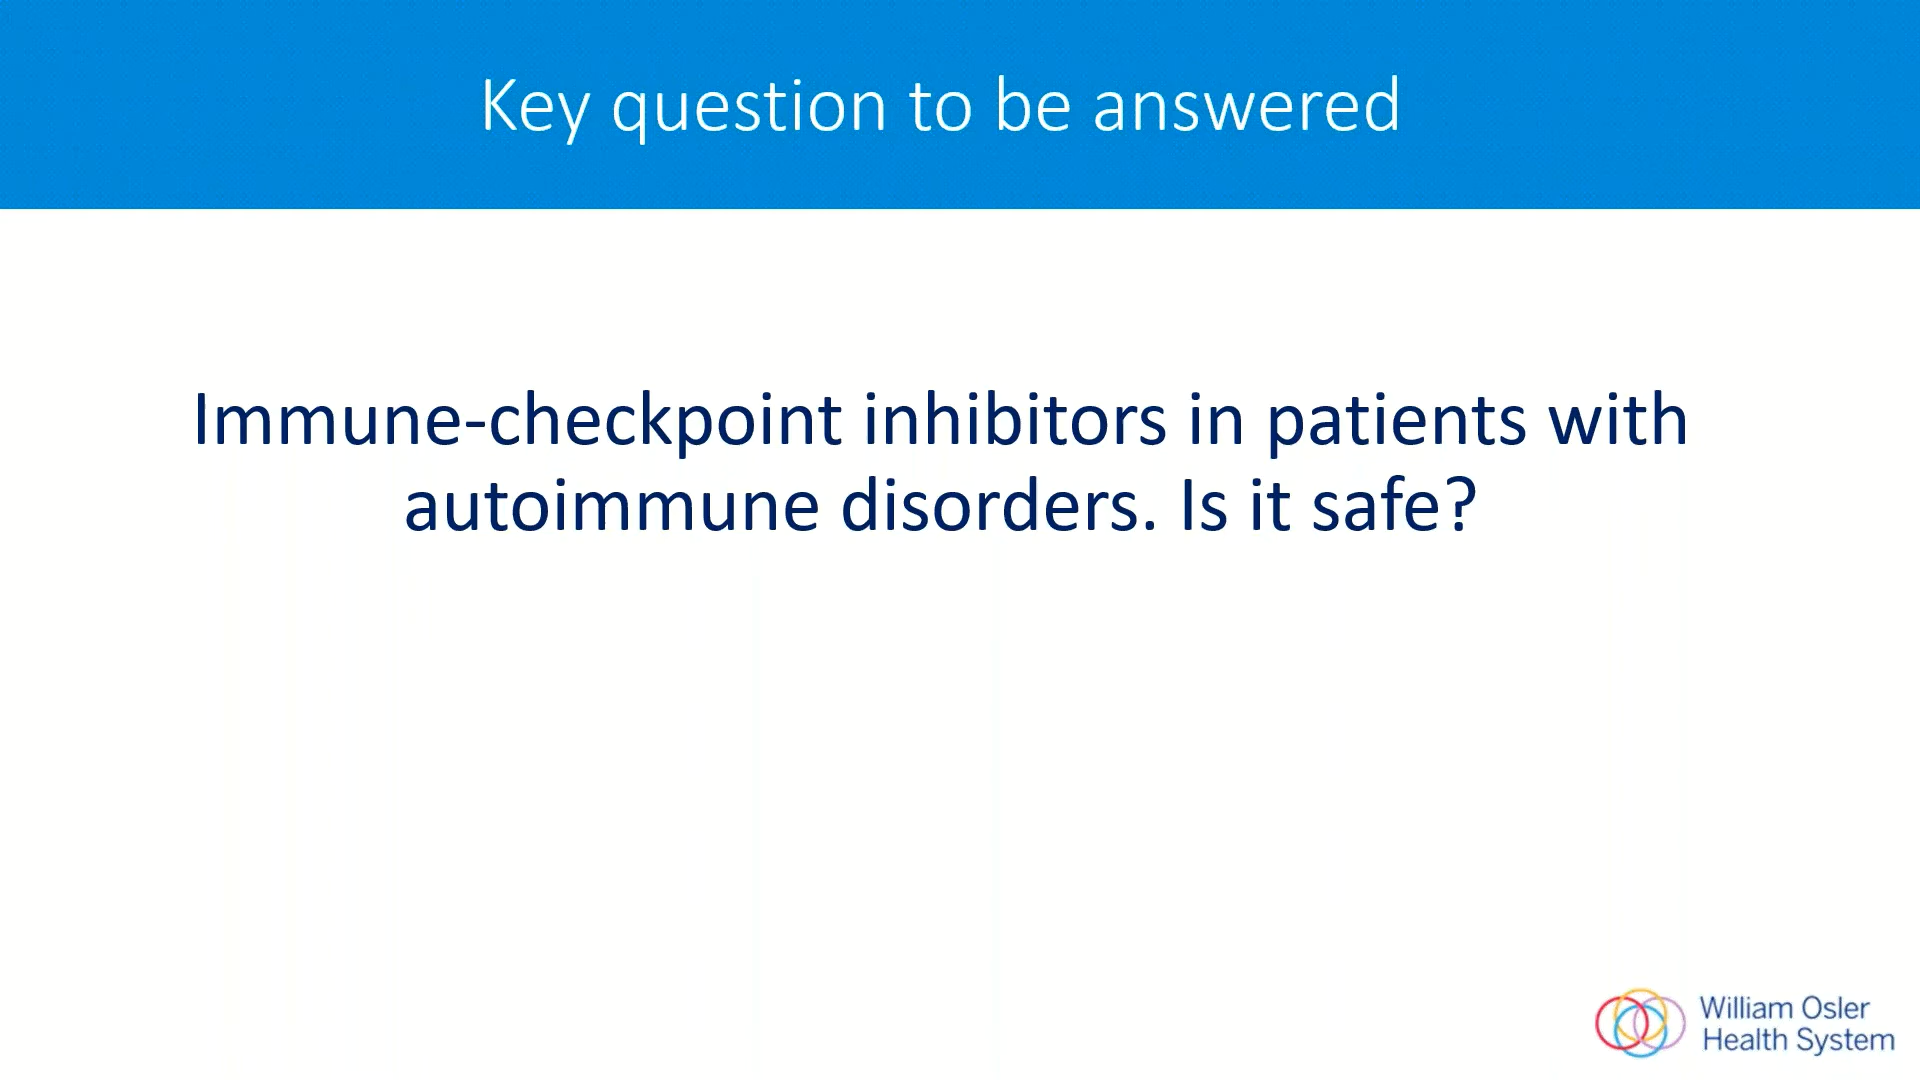 Key question to be answered
Immune-checkpoint inhibitors in patients with
autoimmune disorders. Is it safe?
William Osler
Health System